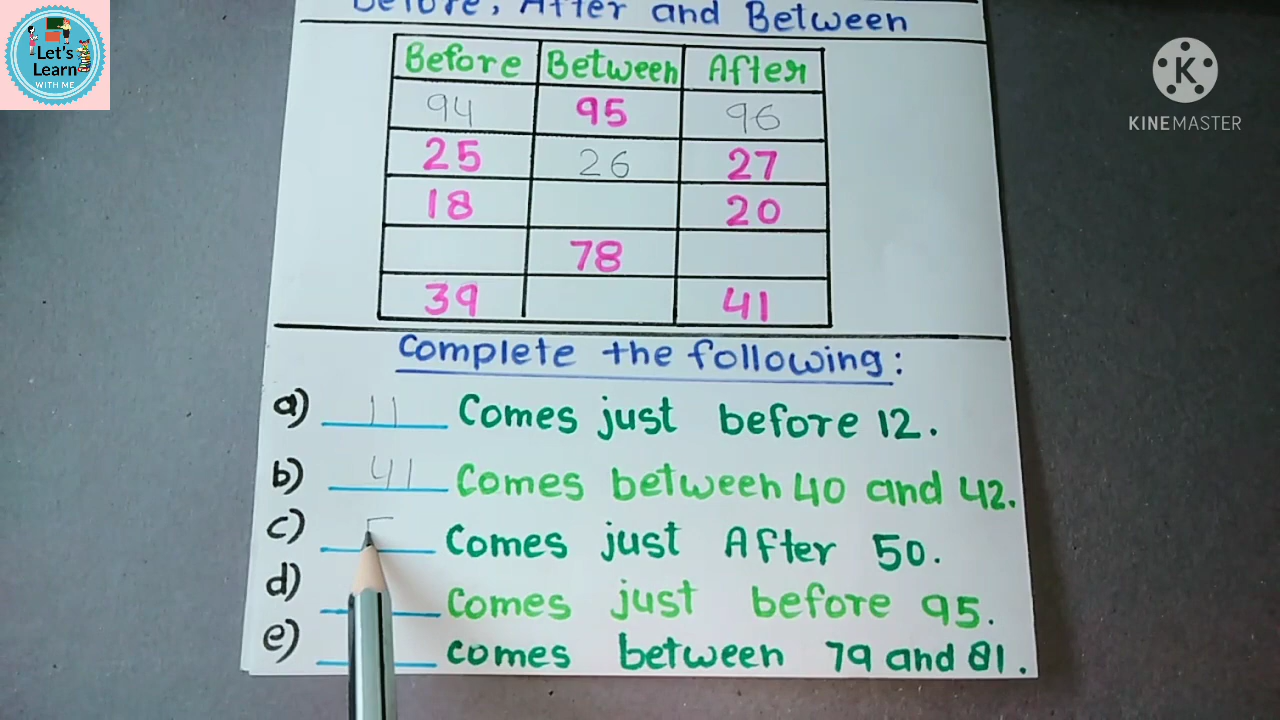 Let's
Learn
WITH ME
KINEMASTER
Before, After and Between
Before Between After
94 95 96
25 26 27
18 20
78
39 41
Complete the following:
a) 11 Comes just before 12.
b) 41 Comes between 40 and 42.
c) 5 Comes just After 50.
d) Comes just before 95.
e) comes between 79 and 81.